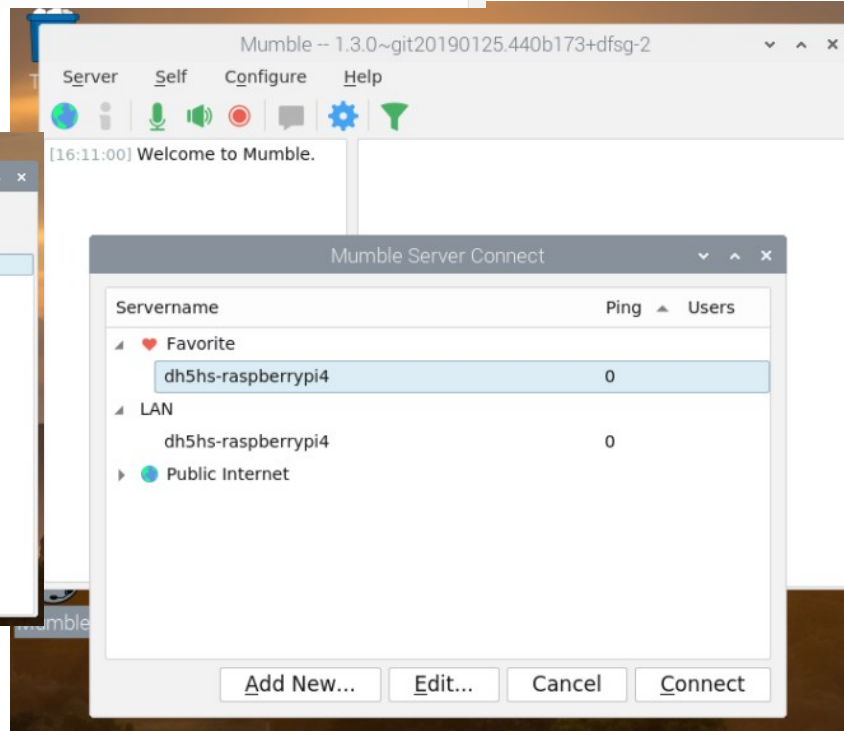 Mumble -- 1.3.0~git20190125.440b173+dfsg-2
Server Self Configure Help
[16:11:00] Welcome to Mumble.
Mumble Server Connect
Servername Ping Users
Favorite
dh5hs-raspberrypi4 0
LAN
dh5hs-raspberrypi4 0
Public Internet
Mumble
Add New... Edit... Cancel Connect